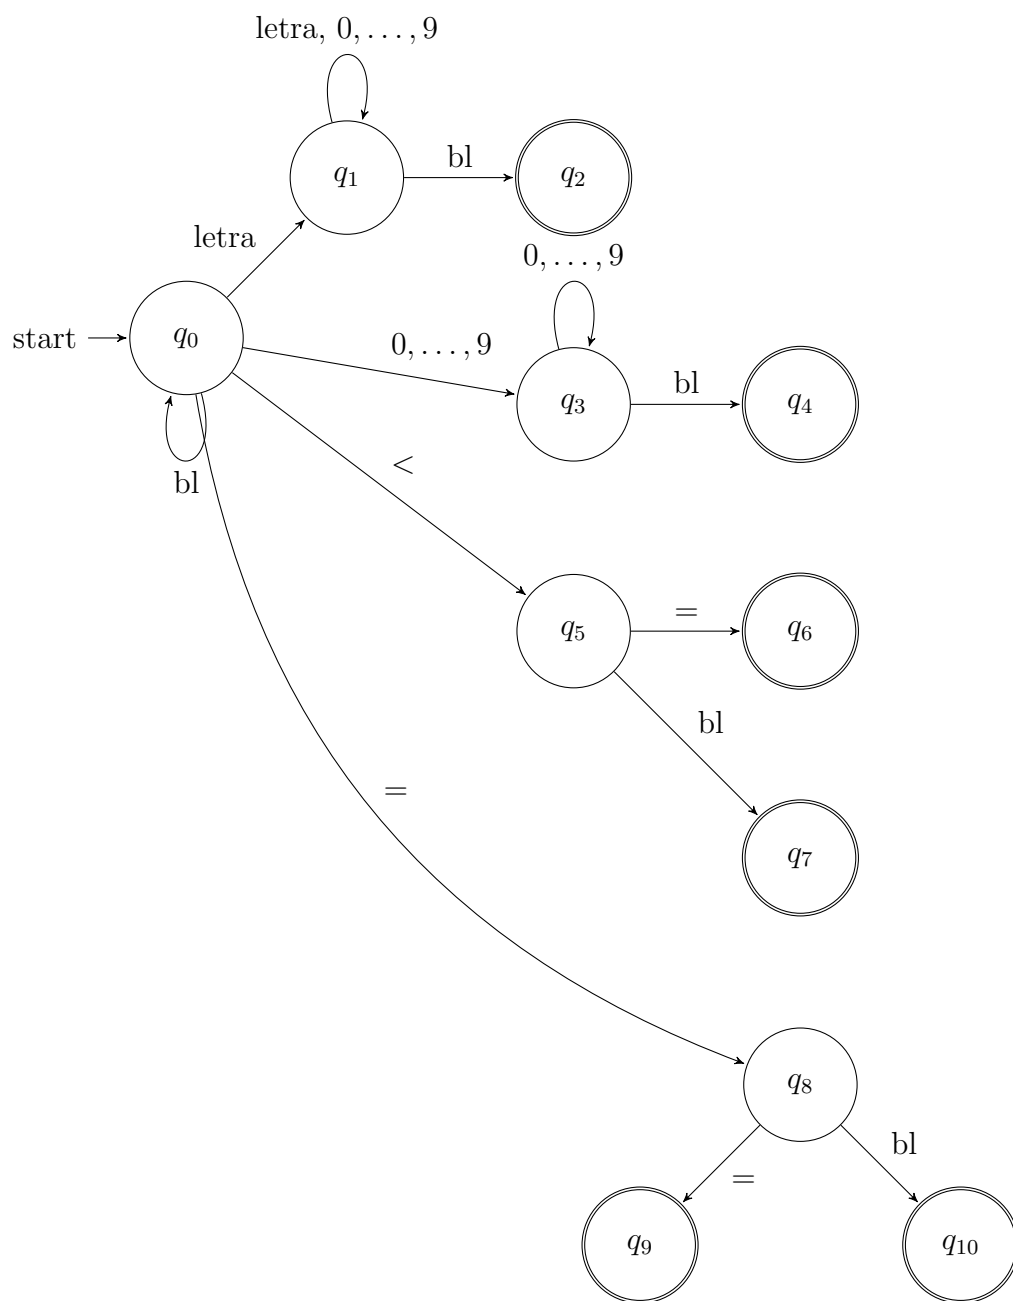 letra, 0, . . . , 9
q1
bl
q2
letra
0, . . . , 9
start
q0
0, . . . , 9
bl
q3
q4
<
bl
q5
=
q6
bl
=
q7
q8
bl
=
q9
q10